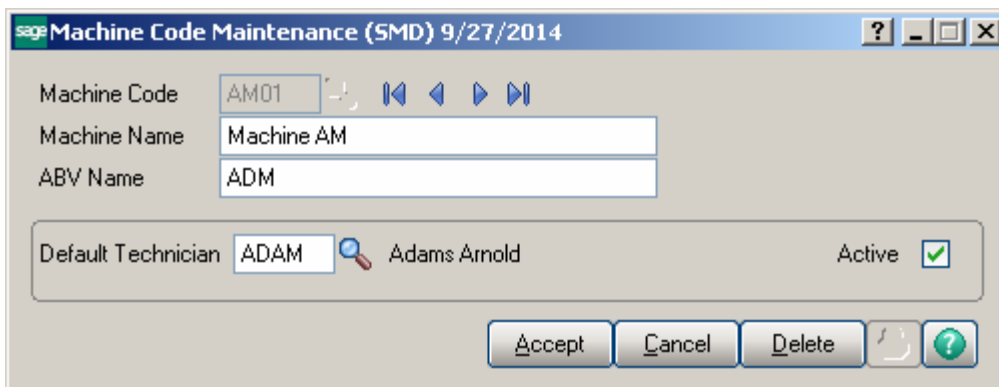 sage Machine Code Maintenance (SMD) 9/27/2014 ?
Machine Code AM01
Machine Name Machine AM
ABV Name ADM
Default Technician ADAM Adams Arnold Active
Accept Cancel Delete ?